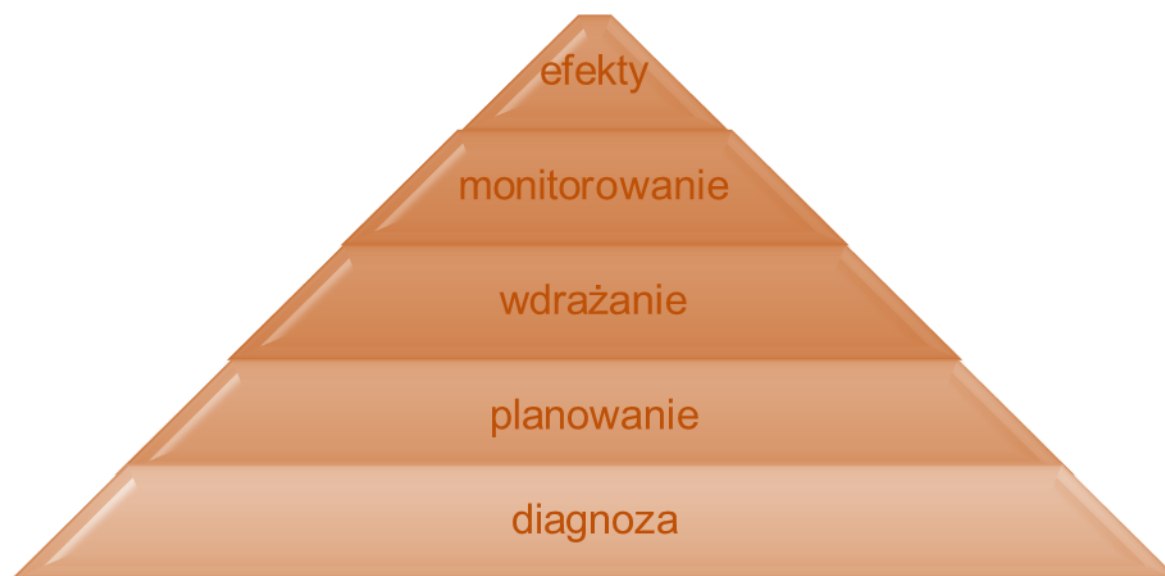 efekty
monitorowanie
wdrażanie
planowanie
diagnoza